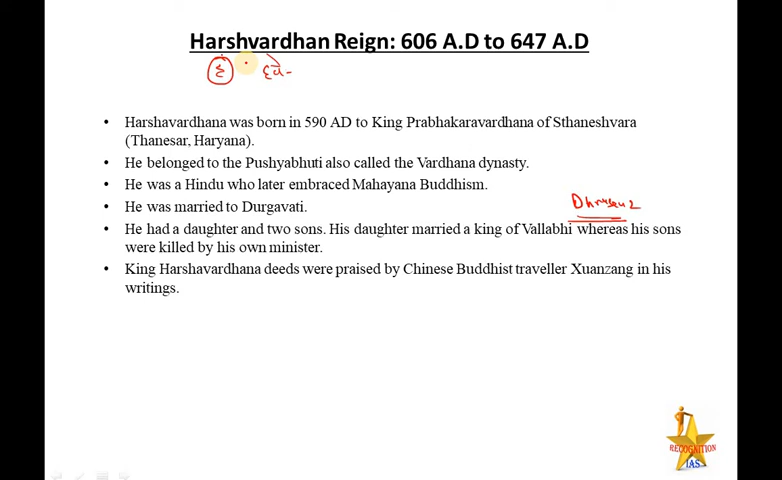 Harshvardhan Reign: 606 A.D to 647 A.D
• Harshavardhana was born in 590 AD to King Prabhakaravardhana of Sthaneshvara
(Thanesar, Haryana).
• He belonged to the Pushyabhuti also called the Vardhana dynasty.
• He was a Hindu who later embraced Mahayana Buddhism.
• He was married to Durgavati.
• He had a daughter and two sons. His daughter married a king of Vallabhi whereas his sons
were killed by his own minister.
• King Harshavardhana deeds were praised by Chinese Buddhist traveller Xuanzang in his
writings.
RECOGNITION
IAS